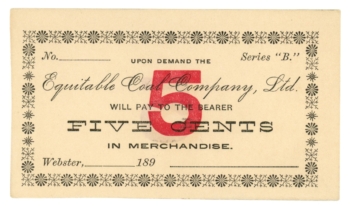 No. UPON DEMAND THE Series "B."
Equitable Coal Company, Ltd.
WILL PAY TO THE BEARER
5
FIVE CENTS
IN MERCHANDISE.
Webster, 189